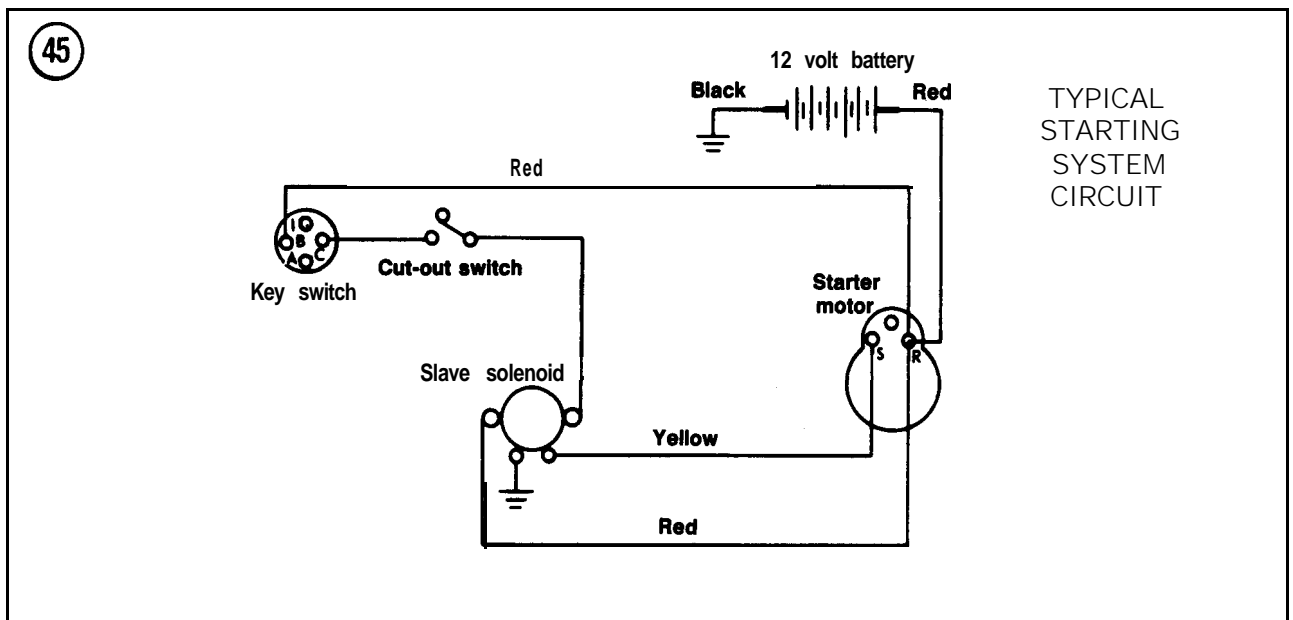 45
12 volt battery
Black
Red
TYPICAL
STARTING
SYSTEM
CIRCUIT
Red
I
B
A C
Cut-out switch
Key switch
Starter
motor
S R
Slave solenoid
Yellow
Red